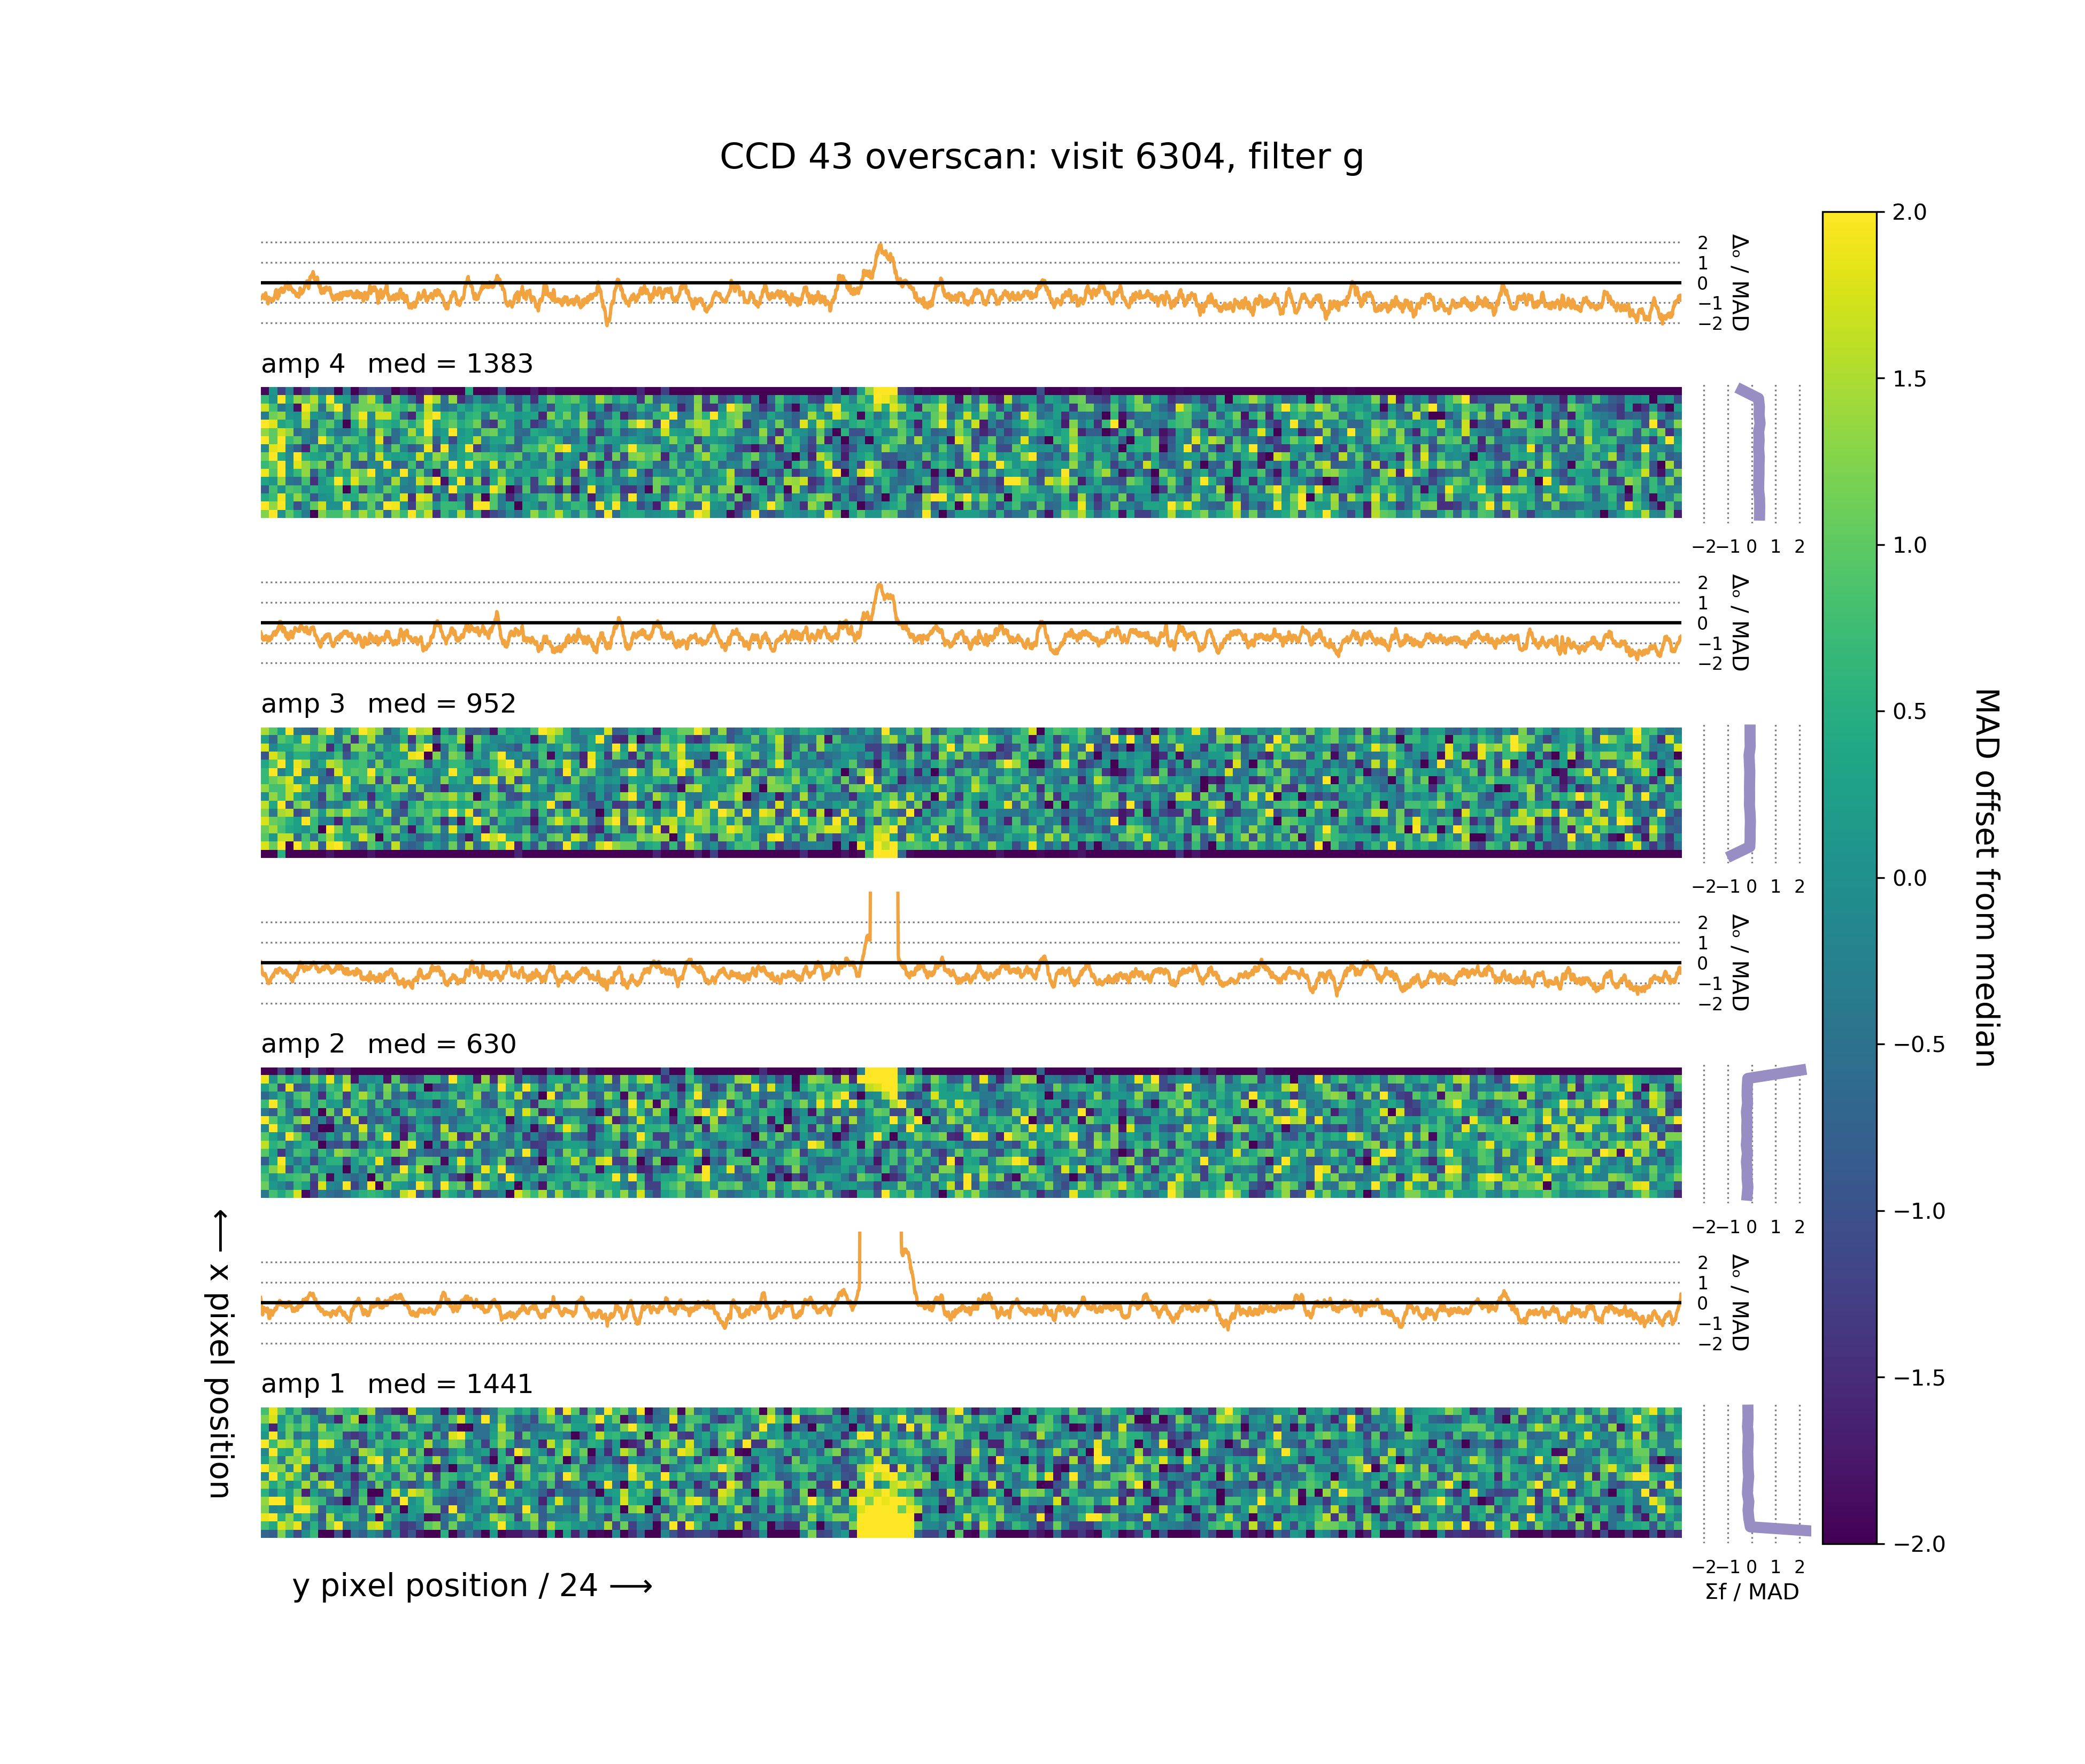 CCD 43 overscan: visit 6304, filter g
2
1
0
−1
−2
Δₒ / MAD
amp 4 med = 1383
−2 −1 0 1 2
2
1
0
−1
−2
Δₒ / MAD
amp 3 med = 952
−2 −1 0 1 2
2
1
0
−1
−2
Δₒ / MAD
amp 2 med = 630
−2 −1 0 1 2
2
1
0
−1
−2
Δₒ / MAD
amp 1 med = 1441
−2 −1 0 1 2
Σf / MAD
y pixel position / 24 ⟶
⟵ x pixel position
2.0
1.5
1.0
0.5
0.0
−0.5
−1.0
−1.5
−2.0
MAD offset from median